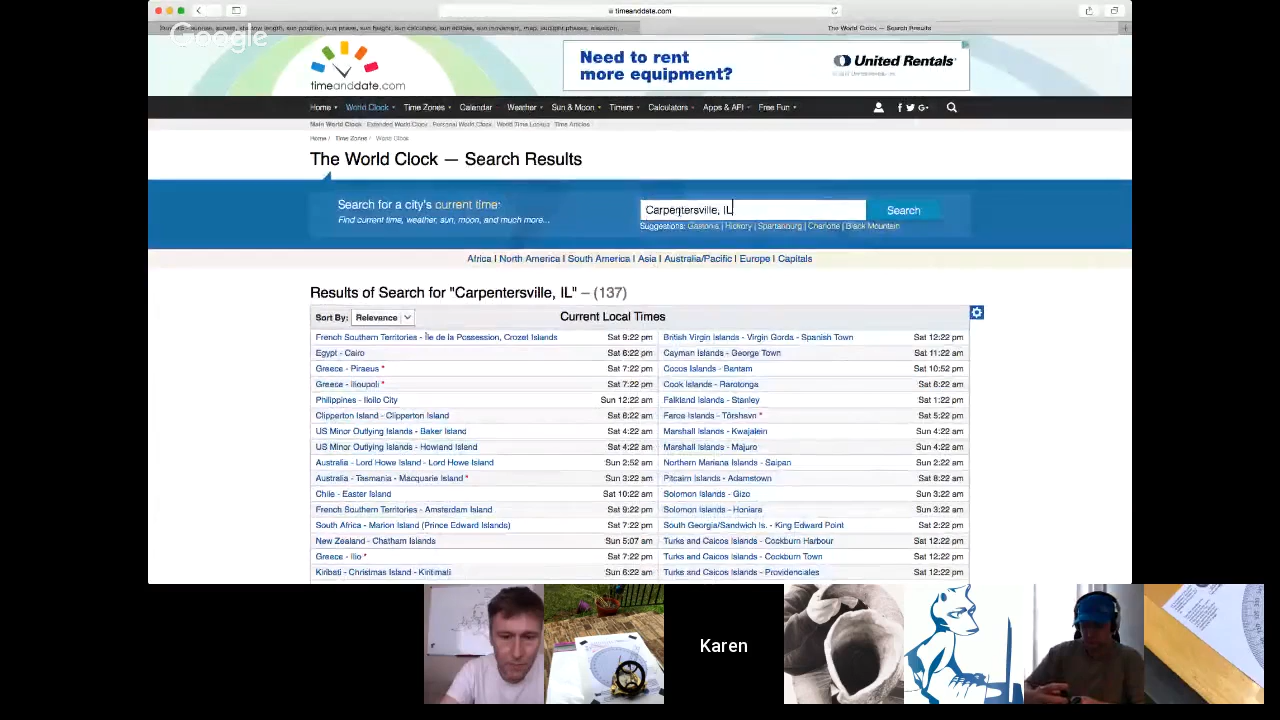 timeanddate.com
The World Clock — Search Results
Google
timeanddate.com
Need to rent
more equipment?
United Rentals
Home
World Clock
Time Zones
Calendar
Weather
Sun & Moon
Timers
Calculators
Apps & API
Free Fun
Main World Clock
Extended World Clock
Personal World Clock
World Time Lookup
Time Articles
Home / Time Zones / World Clock
The World Clock — Search Results
Search for a city's current time:
Find current time, weather, sun, moon, and much more...
Carpentersville, IL
Search
Suggestions: Gastonia | Hickory | Spartanburg | Charlotte | Black Mountain
Africa | North America | South America | Asia | Australia/Pacific | Europe | Capitals
Results of Search for "Carpentersville, IL" – (137)
Sort By: Relevance
Current Local Times
French Southern Territories - Île de la Possession, Crozet Islands Sat 9:22 pm British Virgin Islands - Virgin Gorda - Spanish Town Sat 12:22 pm
Egypt - Cairo Sat 6:22 pm Cayman Islands - George Town Sat 11:22 am
Greece - Piraeus * Sat 7:22 pm Cocos Islands - Bantam Sat 10:52 pm
Greece - Ilioupoli * Sat 7:22 pm Cook Islands - Rarotonga Sat 6:22 am
Philippines - Iloilo City Sun 12:22 am Falkland Islands - Stanley Sat 1:22 pm
Clipperton Island - Clipperton Island Sat 8:22 am Faroe Islands - Tórshavn * Sat 5:22 pm
US Minor Outlying Islands - Baker Island Sat 4:22 am Marshall Islands - Kwajalein Sun 4:22 am
US Minor Outlying Islands - Howland Island Sat 4:22 am Marshall Islands - Majuro Sun 4:22 am
Australia - Lord Howe Island - Lord Howe Island Sun 2:52 am Northern Mariana Islands - Saipan Sun 2:22 am
Australia - Tasmania - Macquarie Island * Sun 3:22 am Pitcairn Islands - Adamstown Sat 8:22 am
Chile - Easter Island Sat 10:22 am Solomon Islands - Gizo Sun 3:22 am
French Southern Territories - Amsterdam Island Sat 9:22 pm Solomon Islands - Honiara Sun 3:22 am
South Africa - Marion Island (Prince Edward Islands) Sat 7:22 pm South Georgia/Sandwich Is. - King Edward Point Sat 2:22 pm
New Zealand - Chatham Islands Sun 5:07 am Turks and Caicos Islands - Cockburn Harbour Sat 12:22 pm
Greece - Ilio * Sat 7:22 pm Turks and Caicos Islands - Cockburn Town Sat 12:22 pm
Kiribati - Christmas Island - Kiritimati Sun 6:22 am Turks and Caicos Islands - Providenciales Sat 12:22 pm
Karen